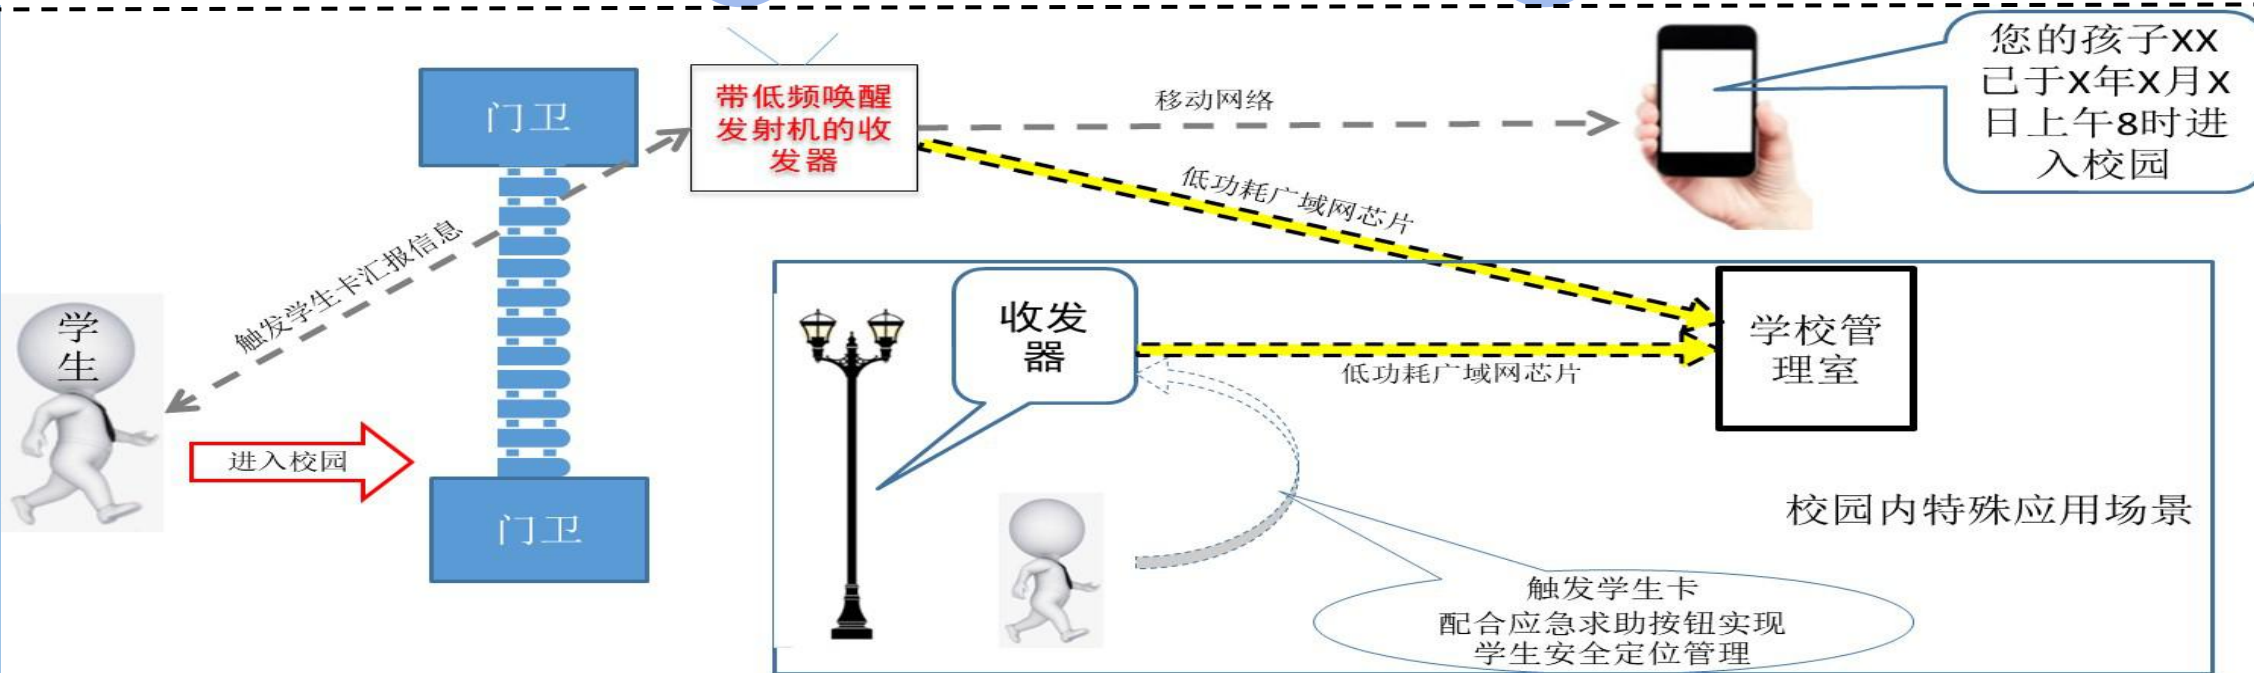 门卫
带低频唤醒
发射机的收
发器
移动网络
您的孩子XX
已于X年X月X
日上午8时进
入校园
低功耗广域网芯片
触发学生卡汇报信息
学
生
进入校园
门卫
收发
器
低功耗广域网芯片
学校管
理室
校园内特殊应用场景
触发学生卡
配合应急求助按钮实现
学生安全定位管理